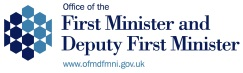 Office of the
First Minister and
Deputy First Minister
www.ofmdfmni.gov.uk